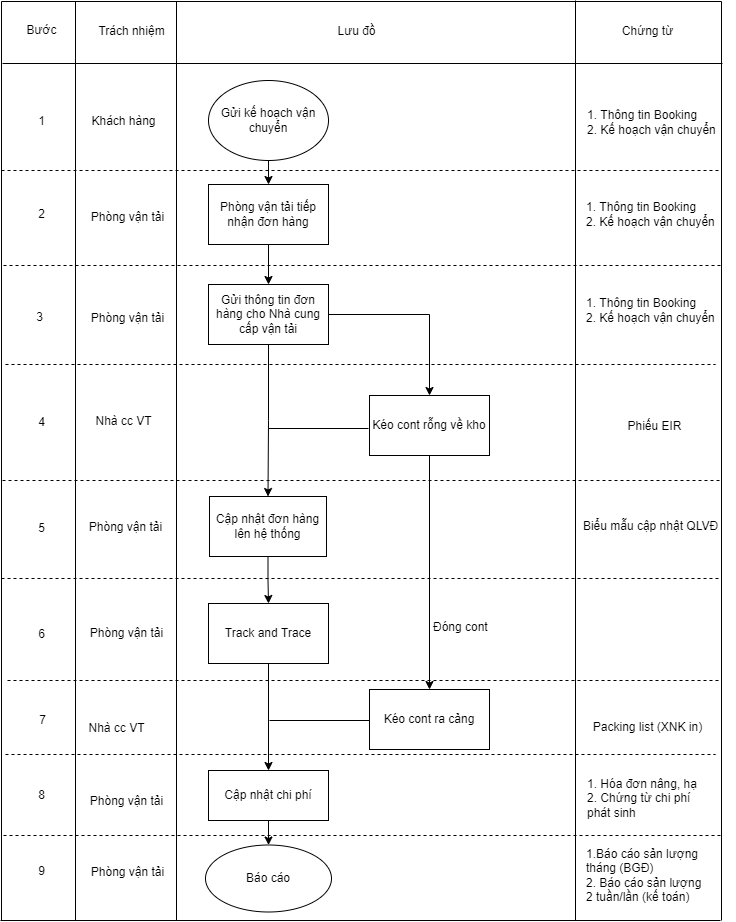 Bước
Trách nhiệm
Lưu đồ
Chứng từ
1
Khách hàng
Gửi kế hoạch vận
chuyển
1. Thông tin Booking
2. Kế hoạch vận chuyển
2
Phòng vận tải
Phòng vận tải tiếp
nhận đơn hàng
1. Thông tin Booking
2. Kế hoạch vận chuyển
3
Phòng vận tải
Gửi thông tin đơn
hàng cho Nhà cung
cấp vận tải
1. Thông tin Booking
2. Kế hoạch vận chuyển
4
Nhà cc VT
Kéo cont rỗng về kho
Phiếu EIR
5
Phòng vận tải
Cập nhật đơn hàng
lên hệ thống
Biểu mẫu cập nhật QLVĐ
6
Phòng vận tải
Track and Trace
Đóng cont
7
Nhà cc VT
Kéo cont ra cảng
Packing list (XNK in)
8
Phòng vận tải
Cập nhật chi phí
1. Hóa đơn nâng, hạ
2. Chứng từ chi phí
phát sinh
9
Phòng vận tải
Báo cáo
1.Báo cáo sản lượng
tháng (BGĐ)
2. Báo cáo sản lượng
2 tuần/lần (kế toán)